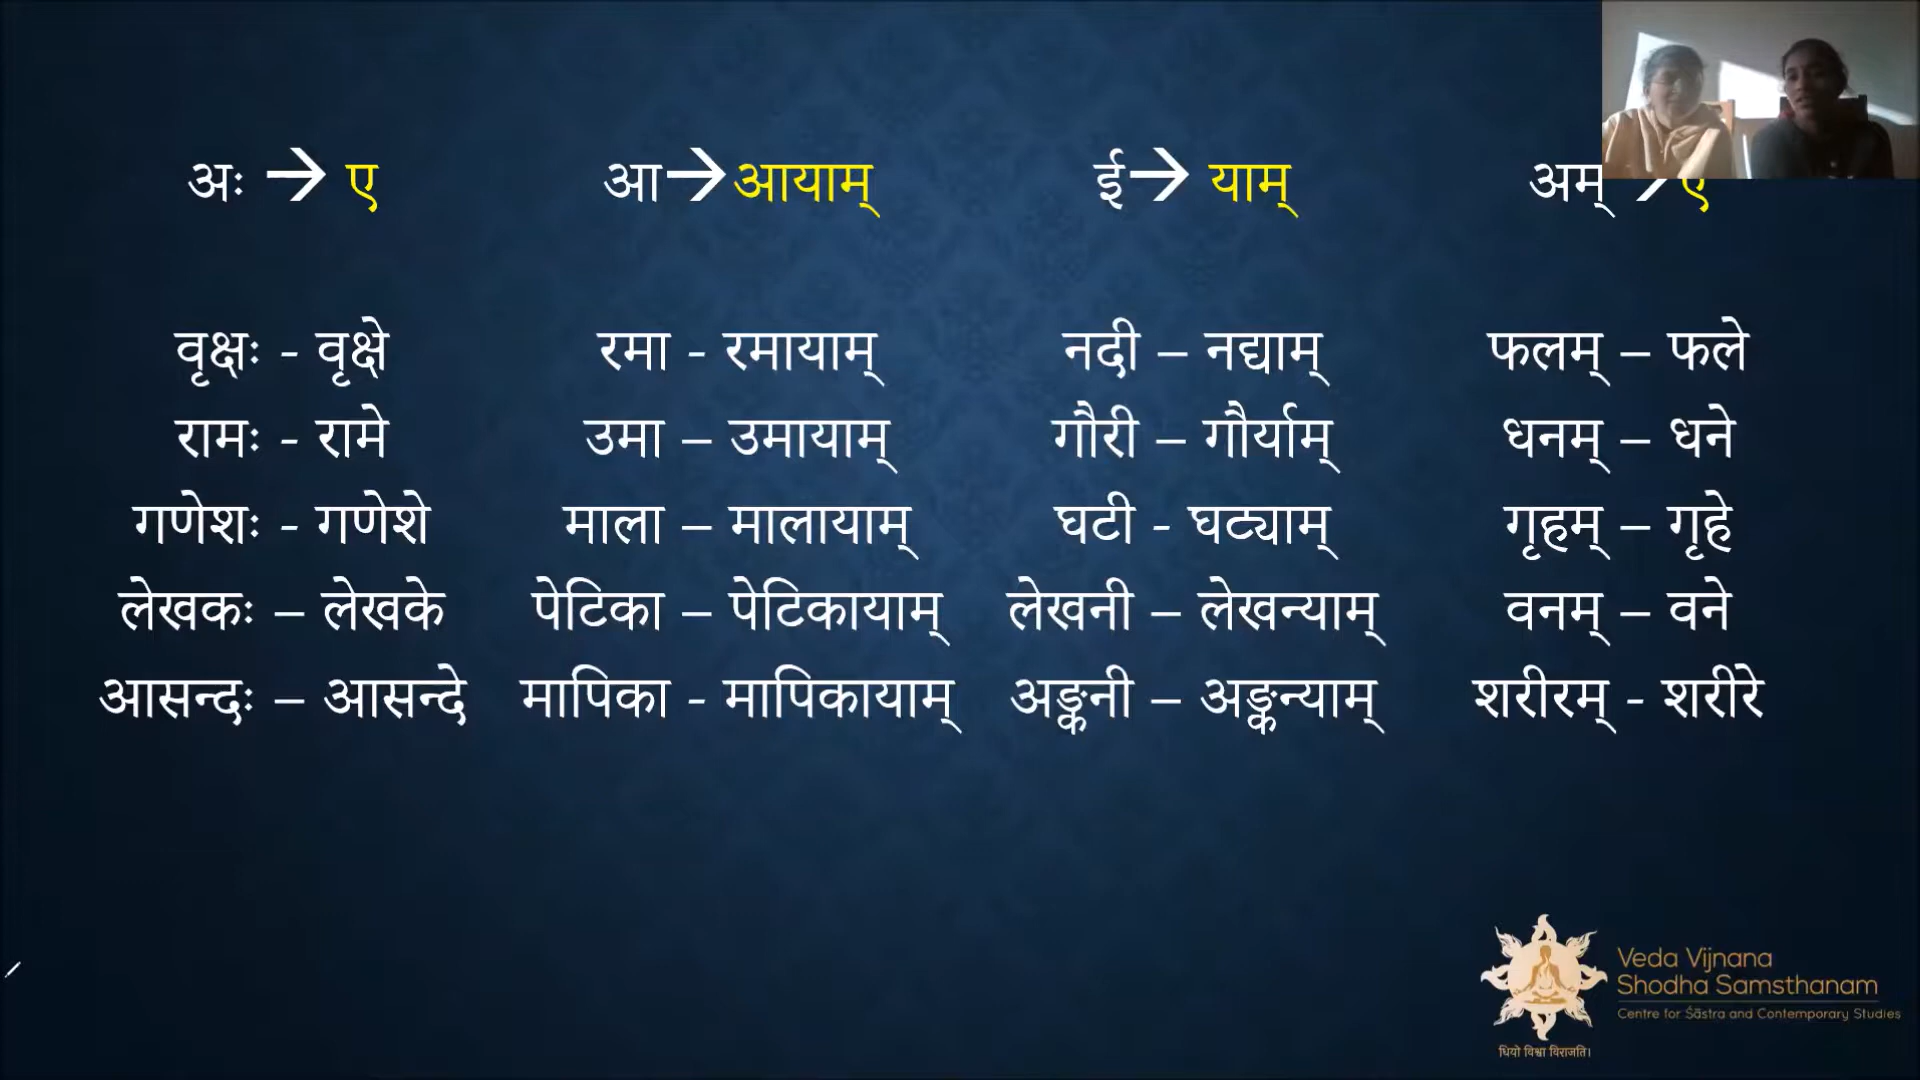 अः → ए आ→आयाम् ई→ याम् अम् →ए
वृक्षः - वृक्षे रमा - रमायाम् नदी – नद्याम् फलम् – फले
रामः - रामे उमा – उमायाम् गौरी – गौर्याम् धनम् – धने
गणेशः - गणेशे माला – मालायाम् घटी - घट्याम् गृहम् – गृहे
लेखकः – लेखके पेटिका – पेटिकायाम् लेखनी – लेखन्याम् वनम् – वने
आसन्दः – आसन्दे मापिका - मापिकायाम् अङ्कनी – अङ्कन्याम् शरीरम् - शरीरे
Veda Vijnana
Shodha Samsthanam
Centre for Śāstra and Contemporary Studies
धियो विश्वा विराजति।